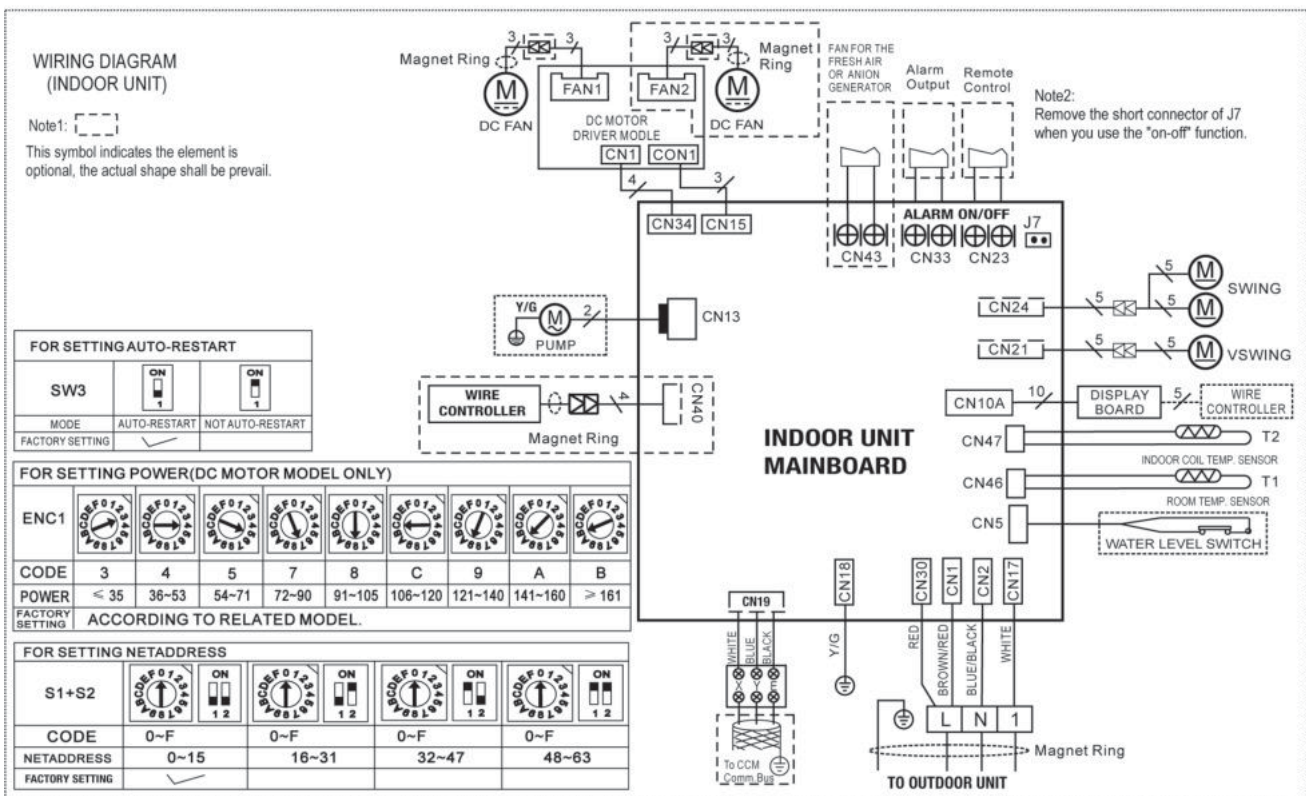 WIRING DIAGRAM
(INDOOR UNIT)
Note1:
This symbol indicates the element is
optional, the actual shape shall be prevail.
Magnet Ring
3
3
M
DC FAN
FAN1
FAN2
DC MOTOR
DRIVER MODLE
CN1
CON1
4
3
3
3
M
DC FAN
Magnet
Ring
FAN FOR THE
FRESH AIR
OR ANION
GENERATOR
Alarm
Output
Remote
Control
Note2:
Remove the short connector of J7
when you use the "on-off" function.
CN34
CN15
ALARM ON/OFF
J7
CN43
CN33
CN23
Y/G
M
2
PUMP
CN13
WIRE
CONTROLLER
4
CN40
Magnet Ring
INDOOR UNIT
MAINBOARD
CN24
5
5
M
SWING
5
M
CN21
5
5
M
VSWING
CN10A
10
DISPLAY
BOARD
5
WIRE
CONTROLLER
CN47
T2
INDOOR COIL TEMP. SENSOR
CN46
T1
ROOM TEMP. SENSOR
CN5
WATER LEVEL SWITCH
FOR SETTING AUTO-RESTART
SW3
ON
1
ON
1
MODE AUTO-RESTART NOT AUTO-RESTART
FACTORY SETTING
FOR SETTING POWER(DC MOTOR MODEL ONLY)
ENC1
CODE 3 4 5 7 8 C 9 A B
POWER ≤ 35 36~53 54~71 72~90 91~105 106~120 121~140 141~160 ≥ 161
FACTORY
SETTING
ACCORDING TO RELATED MODEL.
FOR SETTING NETADDRESS
S1+S2
ON
1 2
ON
1 2
ON
1 2
ON
1 2
CODE 0~F 0~F 0~F 0~F
NETADDRESS 0~15 16~31 32~47 48~63
FACTORY SETTING
CN19
WHITE
BLUE
BLACK
X Y E
To CCM
Comm.Bus
CN18
Y/G
CN30
CN1
CN2
CN17
RED
BROWN/RED
BLUE/BLACK
WHITE
L N 1
Magnet Ring
TO OUTDOOR UNIT